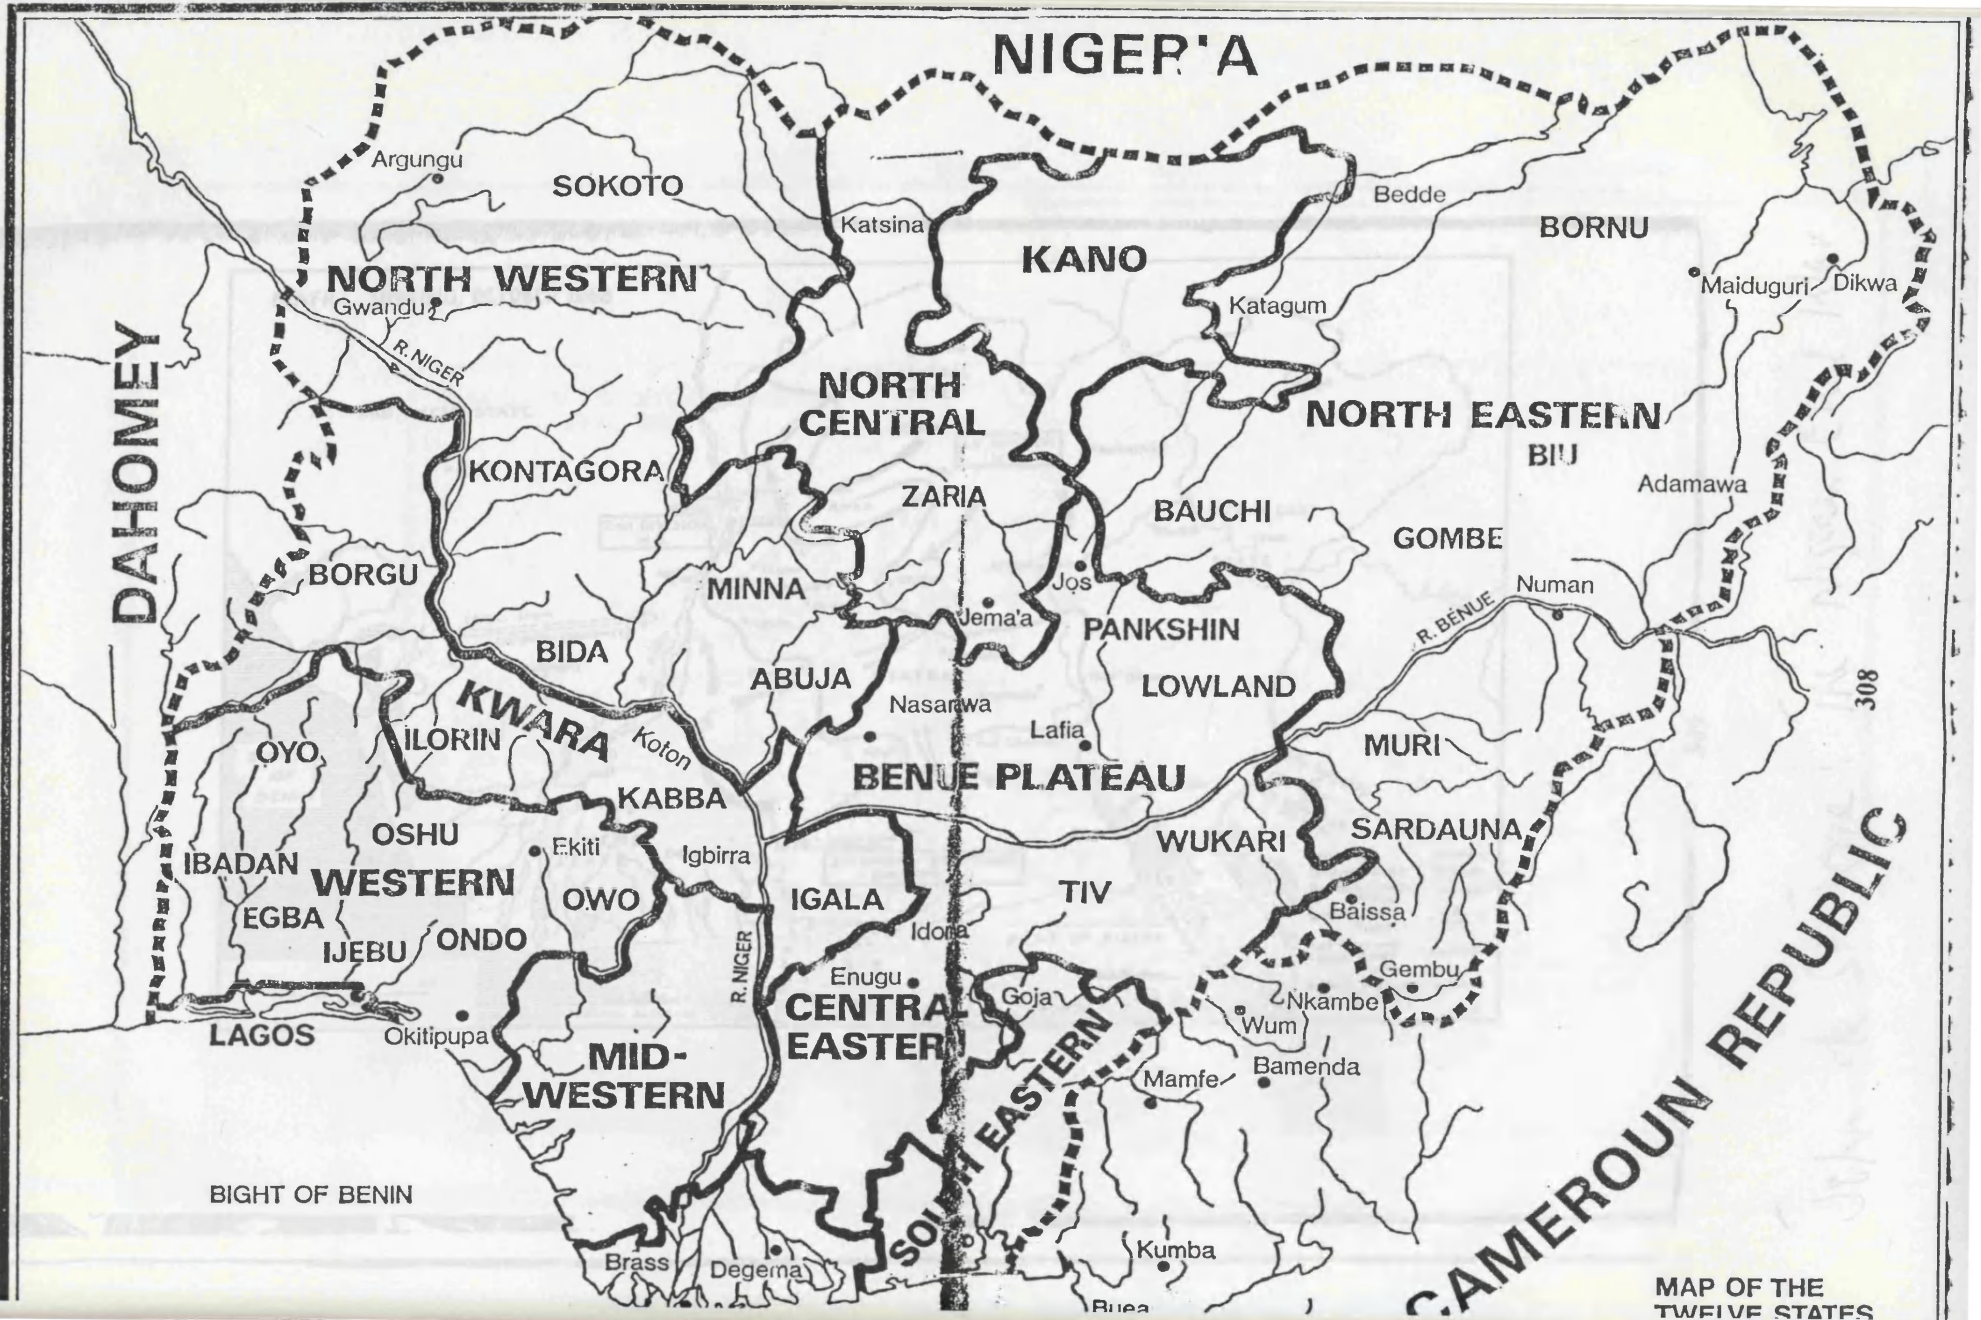 NIGER'A
Argungu
SOKOTO
Katsina
KANO
Bedde
BORNU
NORTH WESTERN
Gwandu
Katagum
Maiduguri
Dikwa
DAHOMEY
R. NIGER
NORTH
CENTRAL
NORTH EASTERN
BIU
KONTAGORA
ZARIA
BAUCHI
Adamawa
GOMBE
BORGU
MINNA
Jos
Numan
Jema'a
PANKSHIN
R. BENUE
BIDA
ABUJA
LOWLAND
308
KWARA
Nasarawa
Koton
Lafia
OYO
ILORIN
MURI
BENUE PLATEAU
KABBA
OSHU
Ekiti
Igbirra
WUKARI
SARDAUNA
IBADAN
WESTERN
OWO
IGALA
TIV
EGBA
Baissa
IJEBU
ONDO
Idoma
R. NIGER
Enugu
Gembu
Goja
Nkambe
CENTRAL
EASTER
Wum
LAGOS
Okitipupa
MID-
WESTERN
SOUTH EASTERN
Mamfe
Bamenda
CAMEROUN REPUBLIC
BIGHT OF BENIN
Brass
Degema
Kumba
Buea
MAP OF THE
TWELVE STATES